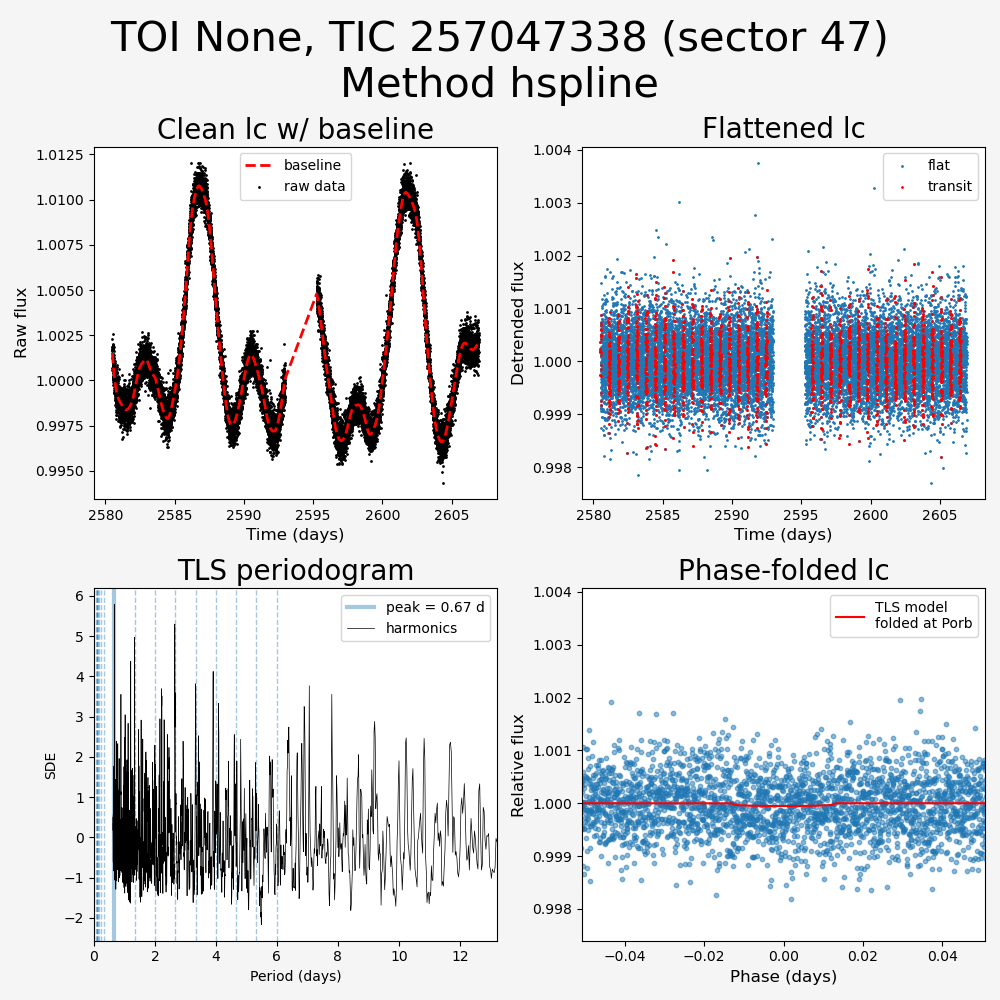 TOI None, TIC 257047338 (sector 47)
Method hspline
Clean lc w/ baseline
Flattened lc
baseline
raw data
Raw flux
1.0125
1.0100
1.0075
1.0050
1.0025
1.0000
0.9975
0.9950
2580
2585
2590
2595
2600
2605
Time (days)
flat
transit
Detrended flux
1.004
1.003
1.002
1.001
1.000
0.999
0.998
2580
2585
2590
2595
2600
2605
Time (days)
TLS periodogram
Phase-folded lc
peak = 0.67 d
harmonics
SDE
6
5
4
3
2
1
0
−1
−2
0
2
4
6
8
10
12
Period (days)
TLS model
folded at Porb
Relative flux
1.004
1.003
1.002
1.001
1.000
0.999
0.998
−0.04
−0.02
0.00
0.02
0.04
Phase (days)